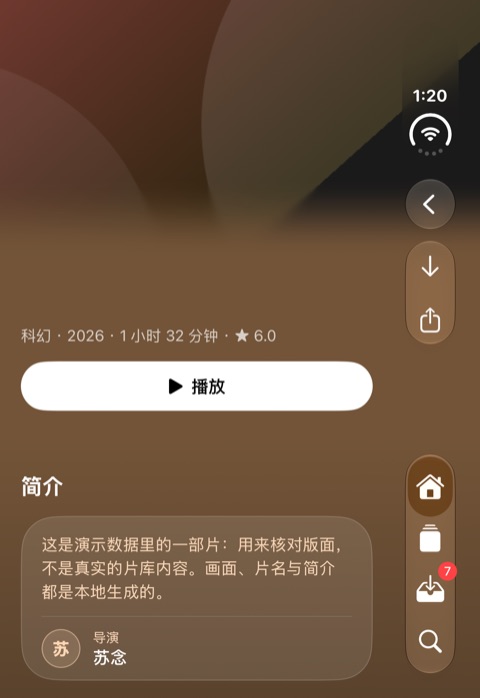 1:20
科幻 · 2026 · 1 小时 32 分钟 · ★ 6.0
播放
简介
这是演示数据里的一部片：用来核对版面，
不是真实的片库内容。画面、片名与简介
都是本地生成的。
苏
导演
苏念
7